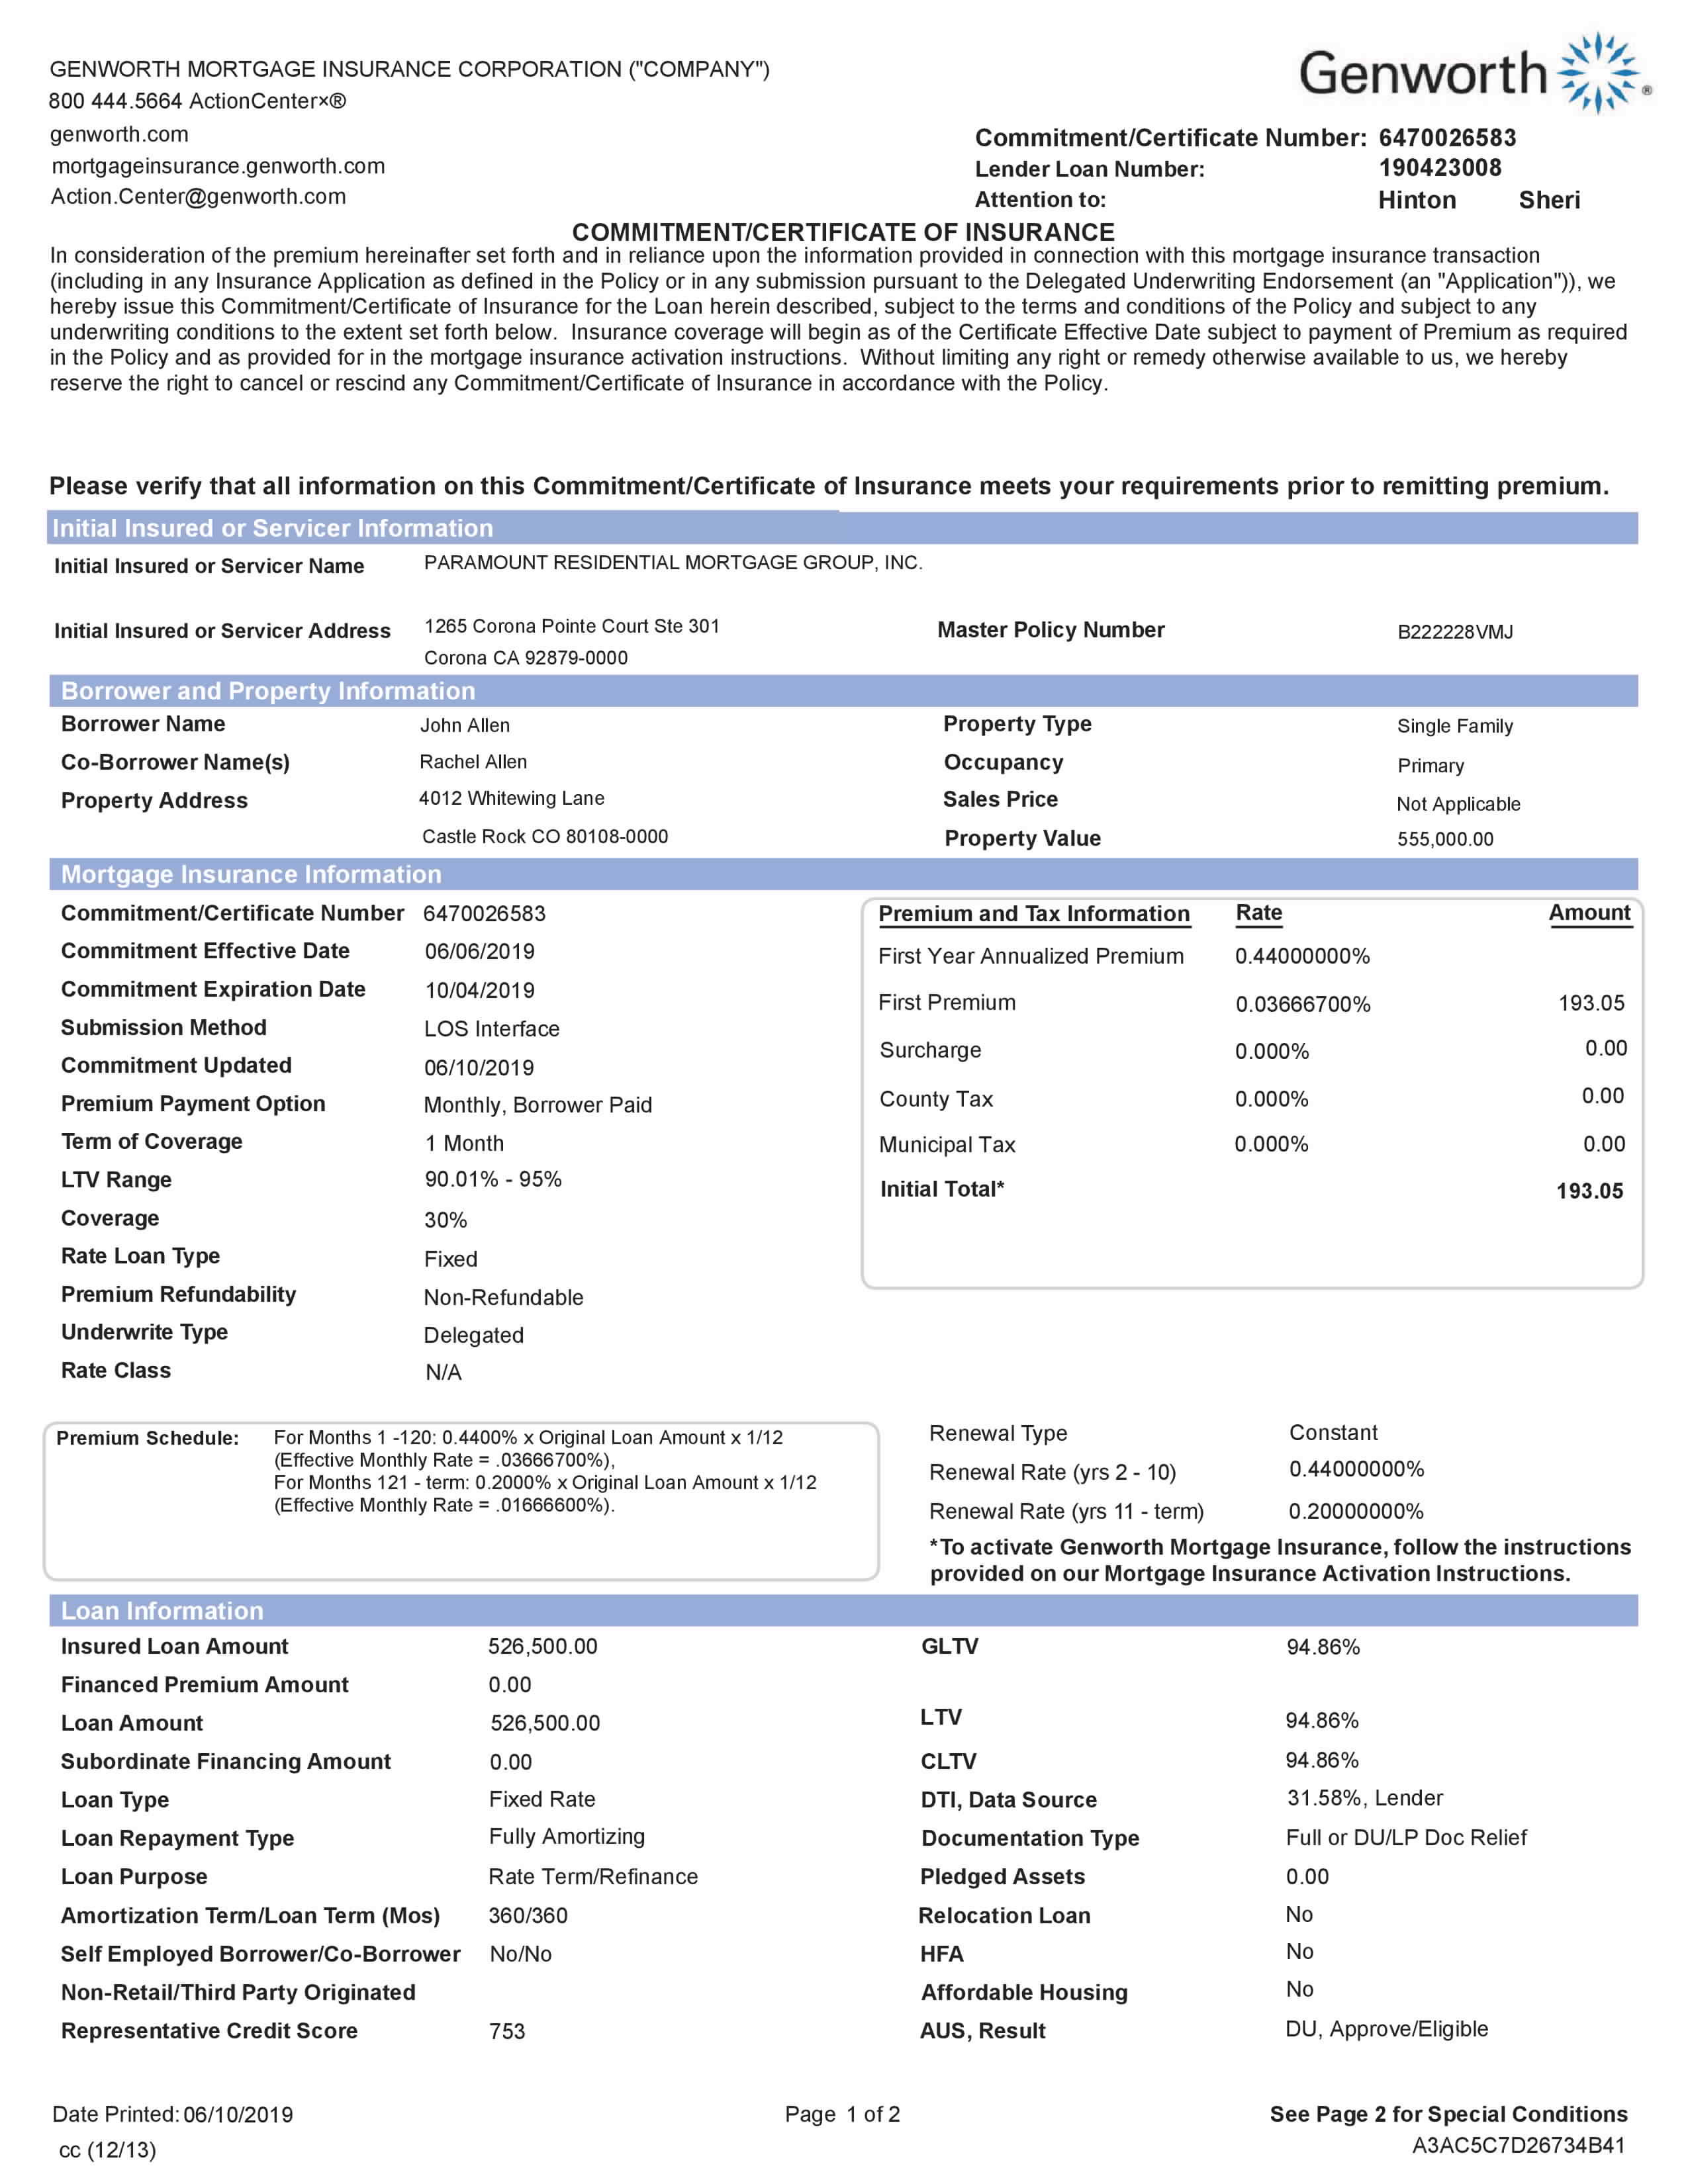 GENWORTH MORTGAGE INSURANCE CORPORATION ("COMPANY")
800 444.5664 ActionCenter×®
genworth.com
mortgageinsurance.genworth.com
Action.Center@genworth.com
Genworth ®
Commitment/Certificate Number: 6470026583
Lender Loan Number: 190423008
Attention to: Hinton Sheri
COMMITMENT/CERTIFICATE OF INSURANCE
In consideration of the premium hereinafter set forth and in reliance upon the information provided in connection with this mortgage insurance transaction
(including in any Insurance Application as defined in the Policy or in any submission pursuant to the Delegated Underwriting Endorsement (an "Application")), we
hereby issue this Commitment/Certificate of Insurance for the Loan herein described, subject to the terms and conditions of the Policy and subject to any
underwriting conditions to the extent set forth below. Insurance coverage will begin as of the Certificate Effective Date subject to payment of Premium as required
in the Policy and as provided for in the mortgage insurance activation instructions. Without limiting any right or remedy otherwise available to us, we hereby
reserve the right to cancel or rescind any Commitment/Certificate of Insurance in accordance with the Policy.
Please verify that all information on this Commitment/Certificate of Insurance meets your requirements prior to remitting premium.
Initial Insured or Servicer Information
Initial Insured or Servicer Name PARAMOUNT RESIDENTIAL MORTGAGE GROUP, INC.
Initial Insured or Servicer Address 1265 Corona Pointe Court Ste 301 Master Policy Number B222228VMJ
Corona CA 92879-0000
Borrower and Property Information
Borrower Name John Allen Property Type Single Family
Co-Borrower Name(s) Rachel Allen Occupancy Primary
Property Address 4012 Whitewing Lane Sales Price Not Applicable
Castle Rock CO 80108-0000 Property Value 555,000.00
Mortgage Insurance Information
Commitment/Certificate Number 6470026583
Commitment Effective Date 06/06/2019
Commitment Expiration Date 10/04/2019
Submission Method LOS Interface
Commitment Updated 06/10/2019
Premium Payment Option Monthly, Borrower Paid
Term of Coverage 1 Month
LTV Range 90.01% - 95%
Coverage 30%
Rate Loan Type Fixed
Premium Refundability Non-Refundable
Underwrite Type Delegated
Rate Class N/A
Premium and Tax Information Rate Amount
First Year Annualized Premium 0.44000000%
First Premium 0.03666700% 193.05
Surcharge 0.000% 0.00
County Tax 0.000% 0.00
Municipal Tax 0.000% 0.00
Initial Total* 193.05
Premium Schedule: For Months 1 -120: 0.4400% x Original Loan Amount x 1/12
(Effective Monthly Rate = .03666700%),
For Months 121 - term: 0.2000% x Original Loan Amount x 1/12
(Effective Monthly Rate = .01666600%).
Renewal Type Constant
Renewal Rate (yrs 2 - 10) 0.44000000%
Renewal Rate (yrs 11 - term) 0.20000000%
*To activate Genworth Mortgage Insurance, follow the instructions
provided on our Mortgage Insurance Activation Instructions.
Loan Information
Insured Loan Amount 526,500.00 GLTV 94.86%
Financed Premium Amount 0.00
Loan Amount 526,500.00 LTV 94.86%
Subordinate Financing Amount 0.00 CLTV 94.86%
Loan Type Fixed Rate DTI, Data Source 31.58%, Lender
Loan Repayment Type Fully Amortizing Documentation Type Full or DU/LP Doc Relief
Loan Purpose Rate Term/Refinance Pledged Assets 0.00
Amortization Term/Loan Term (Mos) 360/360 Relocation Loan No
Self Employed Borrower/Co-Borrower No/No HFA No
Non-Retail/Third Party Originated Affordable Housing No
Representative Credit Score 753 AUS, Result DU, Approve/Eligible
Date Printed: 06/10/2019 Page 1 of 2 See Page 2 for Special Conditions
cc (12/13) A3AC5C7D26734B41